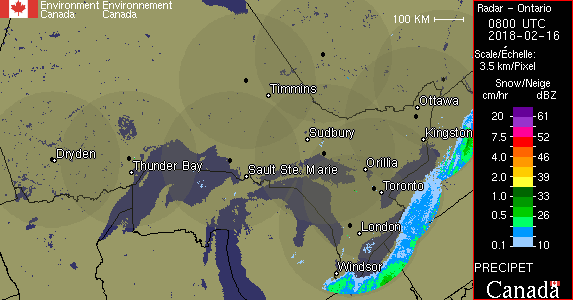 Environment Environnement
Canada Canada
100 KM
Timmins
Ottawa
Sudbury
Kingston
Dryden
Thunder Bay
Sault Ste. Marie
Orillia
Toronto
London
Windsor
Radar - Ontario
0800 UTC
2018-02-16
Scale/Échelle:
3.5 km/Pixel
Snow/Neige
cm/hr dBZ
20 61
7.5 52
4.0 46
2.0 39
1.0 33
0.5 26
0.1 10
PRECIPET
Canada